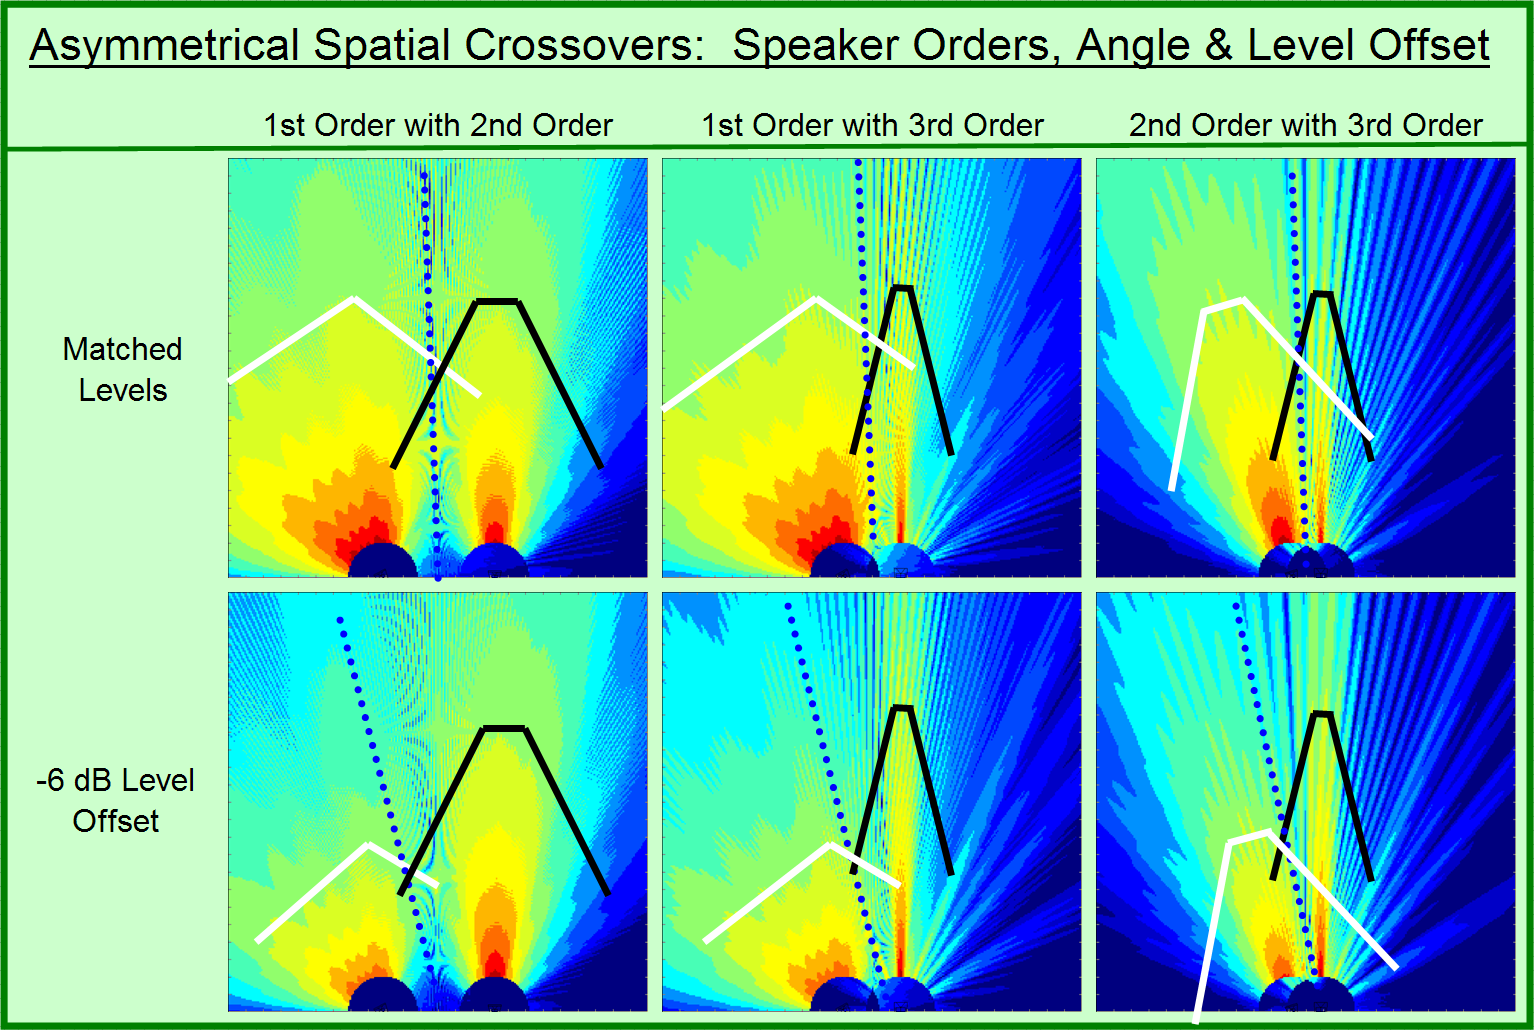 Asymmetrical Spatial Crossovers:  Speaker Orders, Angle & Level Offset
1st Order with 2nd Order
1st Order with 3rd Order
2nd Order with 3rd Order
Matched
Levels
-6 dB Level
Offset